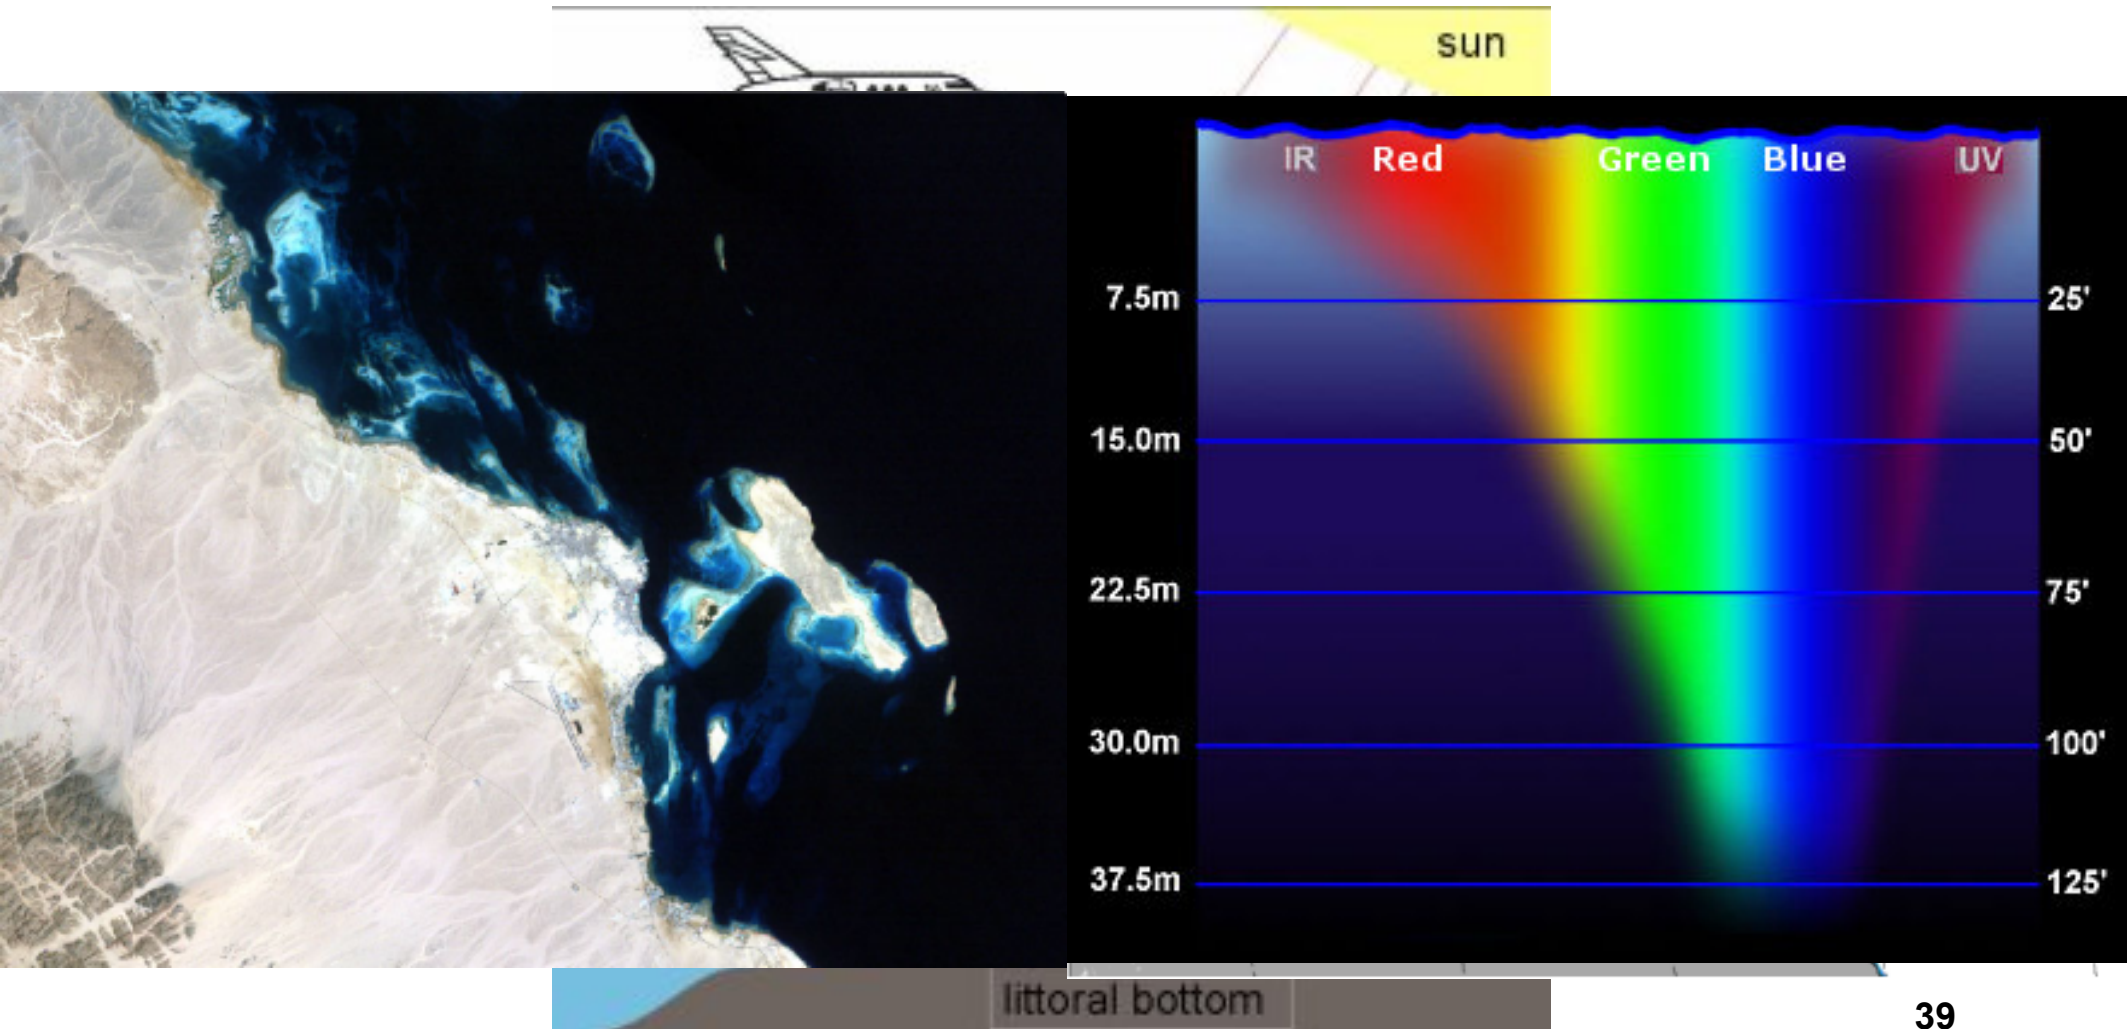 sun
IR Red Green Blue UV
7.5m 25'
15.0m 50'
22.5m 75'
30.0m 100'
37.5m 125'
littoral bottom
39